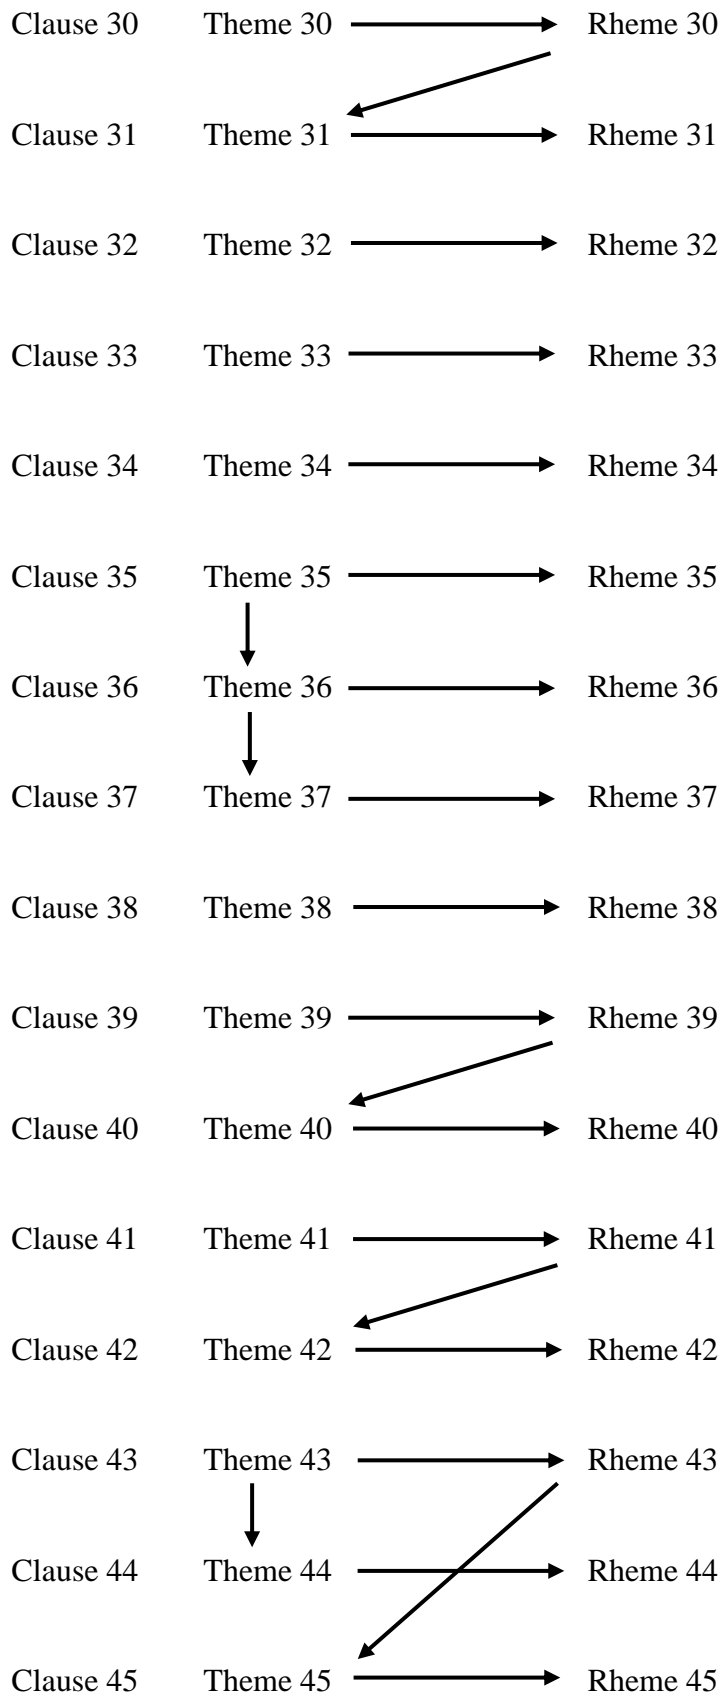 Clause 30 Theme 30 Rheme 30
Clause 31 Theme 31 Rheme 31
Clause 32 Theme 32 Rheme 32
Clause 33 Theme 33 Rheme 33
Clause 34 Theme 34 Rheme 34
Clause 35 Theme 35 Rheme 35
Clause 36 Theme 36 Rheme 36
Clause 37 Theme 37 Rheme 37
Clause 38 Theme 38 Rheme 38
Clause 39 Theme 39 Rheme 39
Clause 40 Theme 40 Rheme 40
Clause 41 Theme 41 Rheme 41
Clause 42 Theme 42 Rheme 42
Clause 43 Theme 43 Rheme 43
Clause 44 Theme 44 Rheme 44
Clause 45 Theme 45 Rheme 45